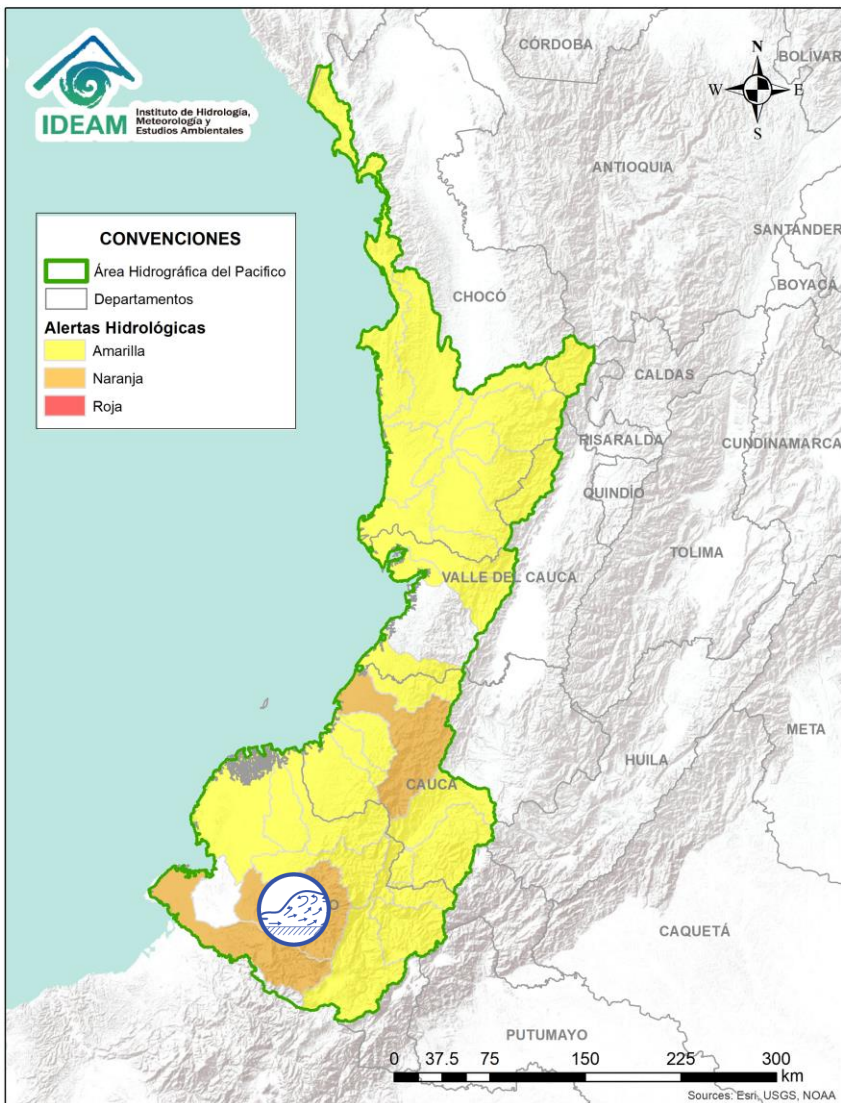 IDEAM
Instituto de Hidrología,
Meteorología y
Estudios Ambientales
CÓRDOBA
BOLÍVAR
N
W
E
S
ANTIOQUIA
SANTANDER
BOYACÁ
CONVENCIONES
Área Hidrográfica del Pacifico
Departamentos
Alertas Hidrológicas
Amarilla
Naranja
Roja
CHOCÓ
CALDAS
RISARALDA
CUNDINAMARCA
QUINDÍO
TOLIMA
VALLE DEL CAUCA
META
HUILA
CAUCA
CAQUETÁ
PUTUMAYO
0 37.5 75 150 225 300
km
Sources: Esri, USGS, NOAA